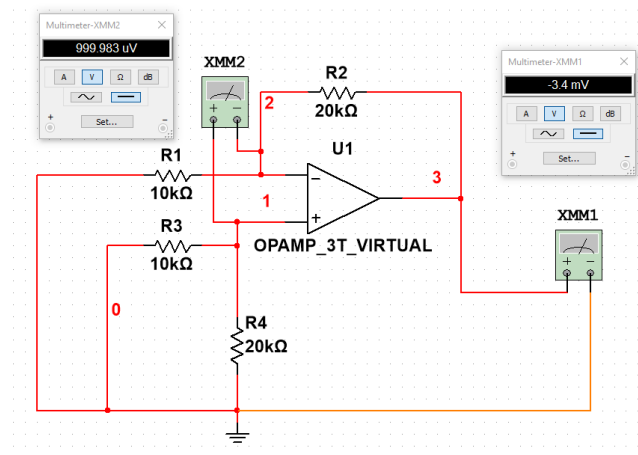 Multimeter-XMM2
999.983 uV
A V Ω dB
+ Set... −
XMM2
+ −
R2
20kΩ
2
Multimeter-XMM1
-3.4 mV
A V Ω dB
+ Set... −
U1
R1
10kΩ
−
+
3
1
OPAMP_3T_VIRTUAL
R3
10kΩ
XMM1
+ −
0
R4
20kΩ